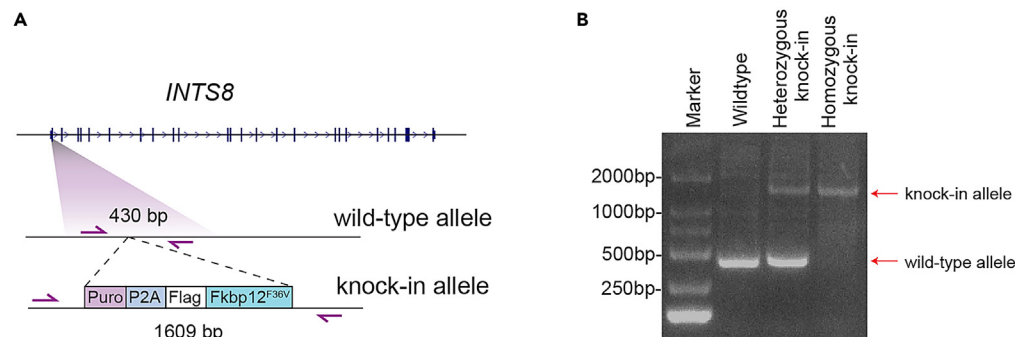 A
INTS8
430 bp
wild-type allele
knock-in allele
Puro P2A Flag Fkbp12F36V
1609 bp
B
Marker
Wildtype
Heterozygous
knock-in
Homozygous
knock-in
2000bp-
1000bp-
500bp-
250bp-
knock-in allele
wild-type allele